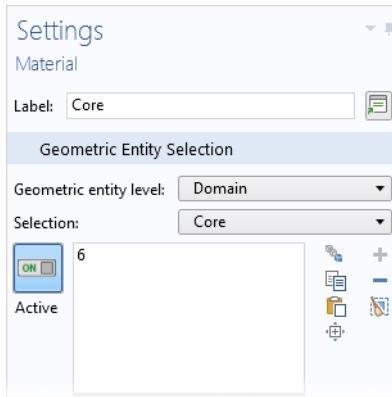 Settings
Material
Label: Core
Geometric Entity Selection
Geometric entity level: Domain
Selection: Core
ON
6
Active